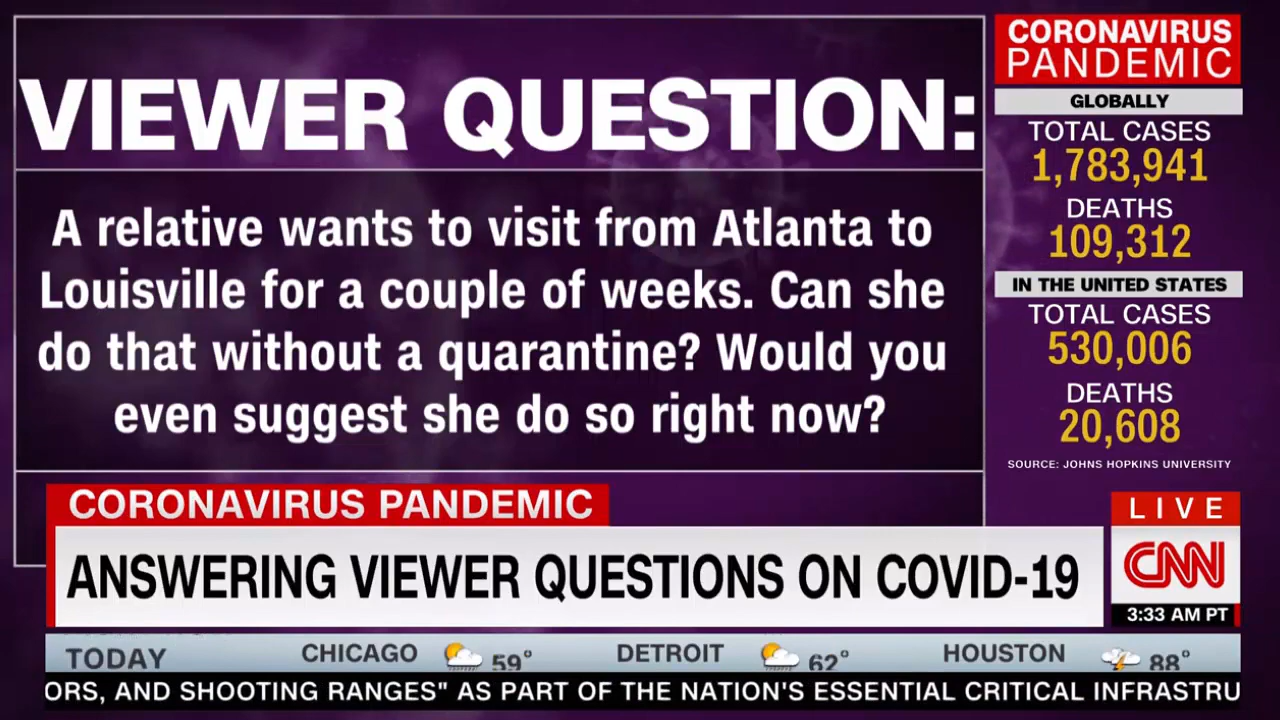 VIEWER QUESTION:
A relative wants to visit from Atlanta to
Louisville for a couple of weeks. Can she
do that without a quarantine? Would you
even suggest she do so right now?
CORONAVIRUS
PANDEMIC
GLOBALLY
TOTAL CASES
1,783,941
DEATHS
109,312
IN THE UNITED STATES
TOTAL CASES
530,006
DEATHS
20,608
SOURCE: JOHNS HOPKINS UNIVERSITY
CORONAVIRUS PANDEMIC
ANSWERING VIEWER QUESTIONS ON COVID-19
LIVE
CNN
3:33 AM PT
TODAY CHICAGO 59° DETROIT 62° HOUSTON 88°
ORS, AND SHOOTING RANGES" AS PART OF THE NATION'S ESSENTIAL CRITICAL INFRASTRU